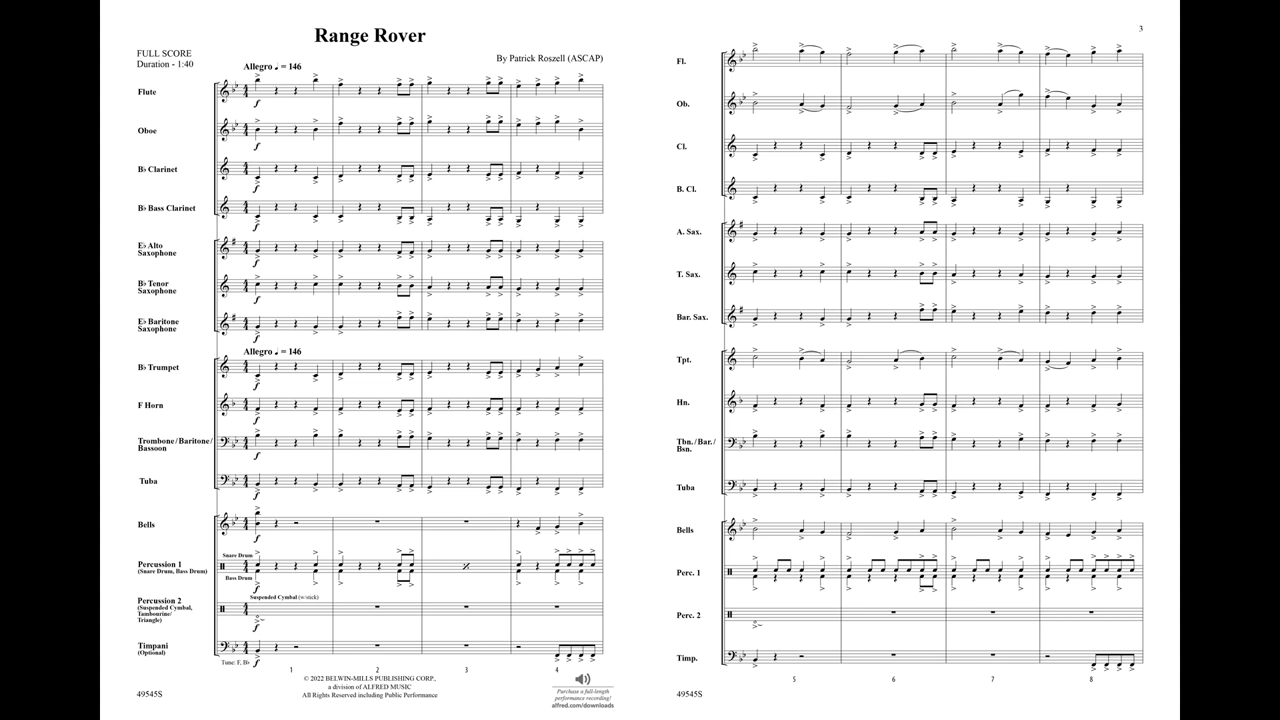 Range Rover
FULL SCORE
Duration - 1:40
By Patrick Roszell (ASCAP)
Allegro ♩ = 146
Flute
f
Oboe
f
B♭ Clarinet
f
B♭ Bass Clarinet
f
E♭ Alto
Saxophone
f
B♭ Tenor
Saxophone
f
E♭ Baritone
Saxophone
f
Allegro ♩ = 146
B♭ Trumpet
f
F Horn
f
Trombone/Baritone/
Bassoon
f
Tuba
f
Bells
f
Snare Drum
Percussion 1
(Snare Drum, Bass Drum)
Bass Drum
f
Suspended Cymbal (w/stick)
Percussion 2
(Suspended Cymbal,
Tambourine/
Triangle)
f
Timpani
(Optional)
Tune: F, B♭
f
1 2 3 4
© 2022 BELWIN-MILLS PUBLISHING CORP.,
a division of ALFRED MUSIC
All Rights Reserved including Public Performance
49545S
Purchase a full-length
performance recording!
alfred.com/downloads
3
Fl.
Ob.
Cl.
B. Cl.
A. Sax.
T. Sax.
Bar. Sax.
Tpt.
Hn.
Tbn./Bar./
Bsn.
Tuba
Bells
Perc. 1
Perc. 2
Timp.
5 6 7 8
49545S